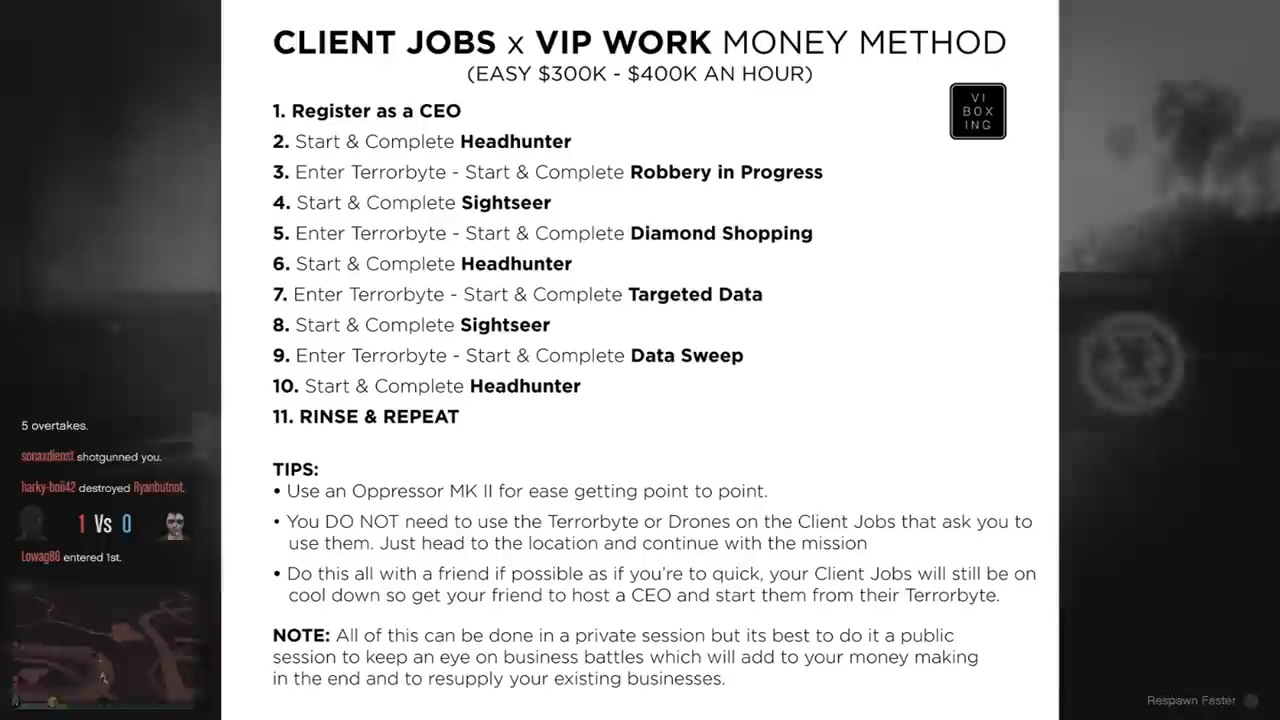 CLIENT JOBS x VIP WORK MONEY METHOD
(EASY $300K - $400K AN HOUR)
VI
BOX
ING
1. Register as a CEO
2. Start & Complete Headhunter
3. Enter Terrorbyte - Start & Complete Robbery in Progress
4. Start & Complete Sightseer
5. Enter Terrorbyte - Start & Complete Diamond Shopping
6. Start & Complete Headhunter
7. Enter Terrorbyte - Start & Complete Targeted Data
8. Start & Complete Sightseer
9. Enter Terrorbyte - Start & Complete Data Sweep
10. Start & Complete Headhunter
11. RINSE & REPEAT
TIPS:
• Use an Oppressor MK II for ease getting point to point.
• You DO NOT need to use the Terrorbyte or Drones on the Client Jobs that ask you to
use them. Just head to the location and continue with the mission
• Do this all with a friend if possible as if you're to quick, your Client Jobs will still be on
cool down so get your friend to host a CEO and start them from their Terrorbyte.
NOTE: All of this can be done in a private session but its best to do it a public
session to keep an eye on business battles which will add to your money making
in the end and to resupply your existing businesses.
5 overtakes.
sonaxdienst shotgunned you.
harky-boii42 destroyed Ryanbutnot.
1 Vs 0
Lowag86 entered 1st.
N
Respawn Faster